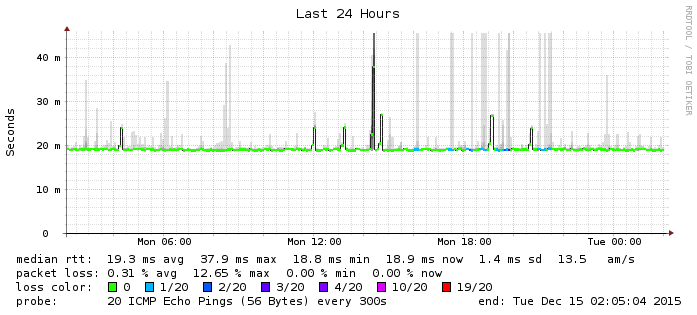 Last 24 Hours
RRDTOOL / TOBI OETIKER
Seconds
40 m
30 m
20 m
10 m
0
Mon 06:00 Mon 12:00 Mon 18:00 Tue 00:00
median rtt: 19.3 ms avg 37.9 ms max 18.8 ms min 18.9 ms now 1.4 ms sd 13.5 am/s
packet loss: 0.31 % avg 12.65 % max 0.00 % min 0.00 % now
loss color: 0 1/20 2/20 3/20 4/20 10/20 19/20
probe: 20 ICMP Echo Pings (56 Bytes) every 300s end: Tue Dec 15 02:05:04 2015